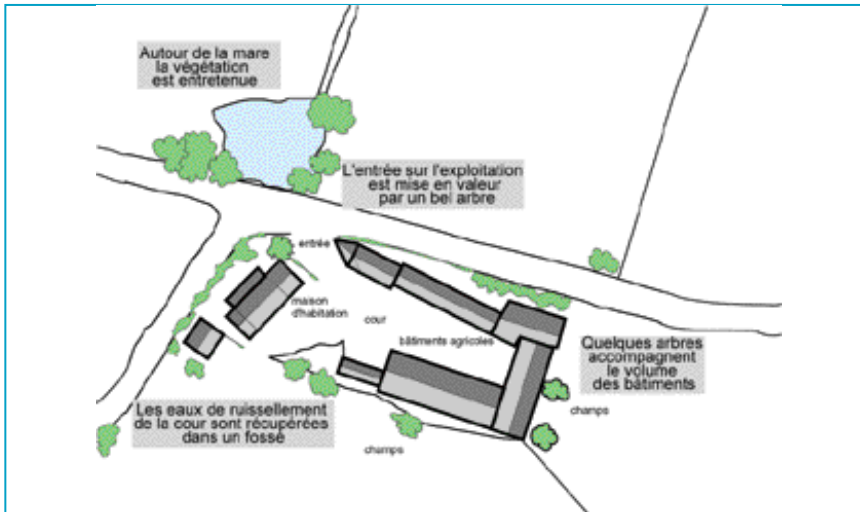 Autour de la mare
la végétation
est entretenue
L'entrée sur l'exploitation
est mise en valeur
par un bel arbre
entrée
maison
d'habitation
cour
bâtiments agricoles
Quelques arbres
accompagnent
le volume
des bâtiments
champs
Les eaux de ruissellement
de la cour sont récupérées
dans un fossé
champs